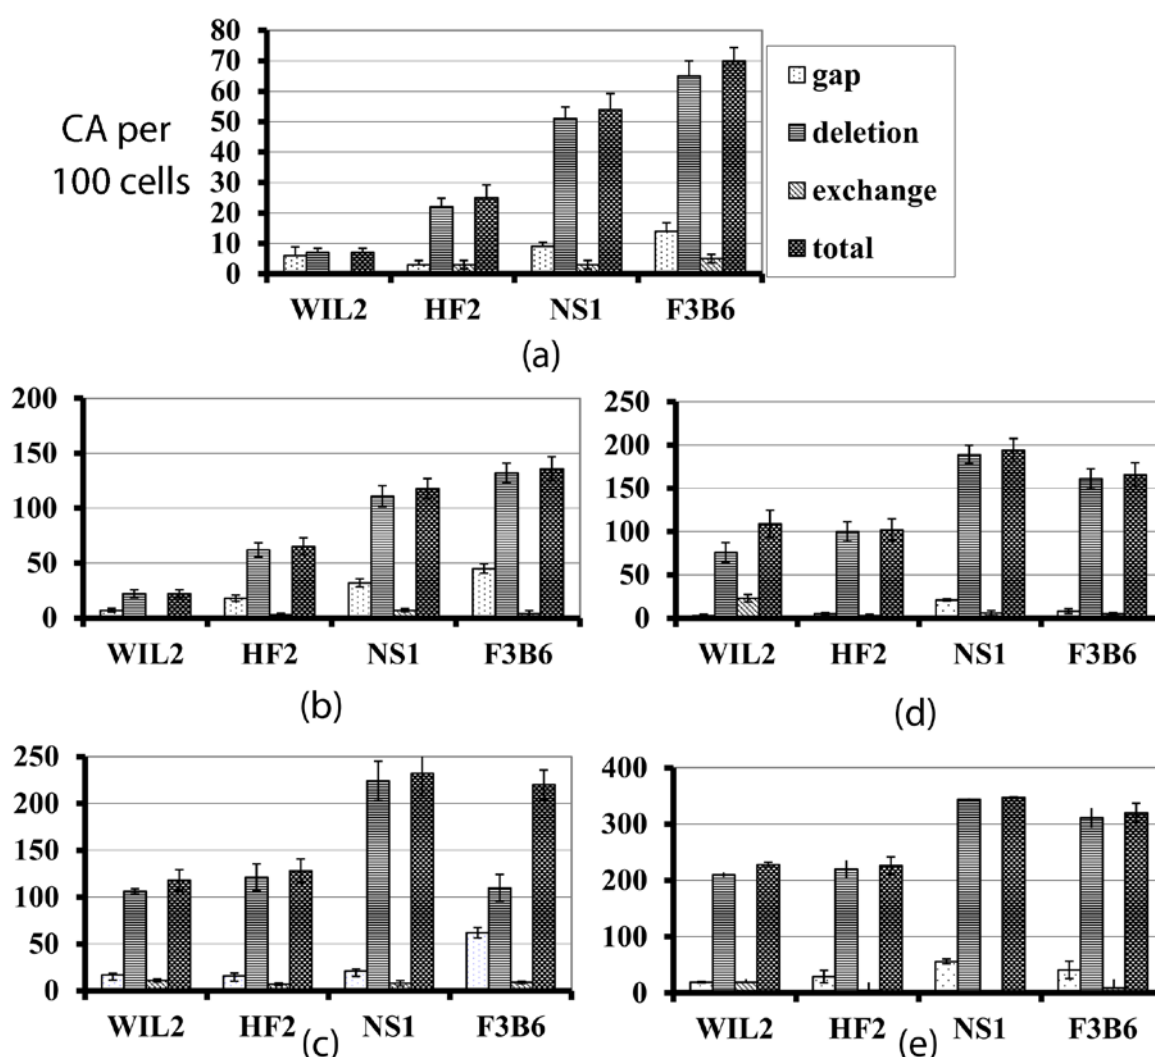 80
70
60
50
40
30
20
10
0
CA per
100 cells
gap
deletion
exchange
total
WIL2 HF2 NS1 F3B6
(a)
200
150
100
50
0
WIL2 HF2 NS1 F3B6
(b)
250
200
150
100
50
0
WIL2 HF2 NS1 F3B6
(d)
250
200
150
100
50
0
WIL2 HF2 NS1 F3B6
(c)
400
300
200
100
0
WIL2 HF2 NS1 F3B6
(e)